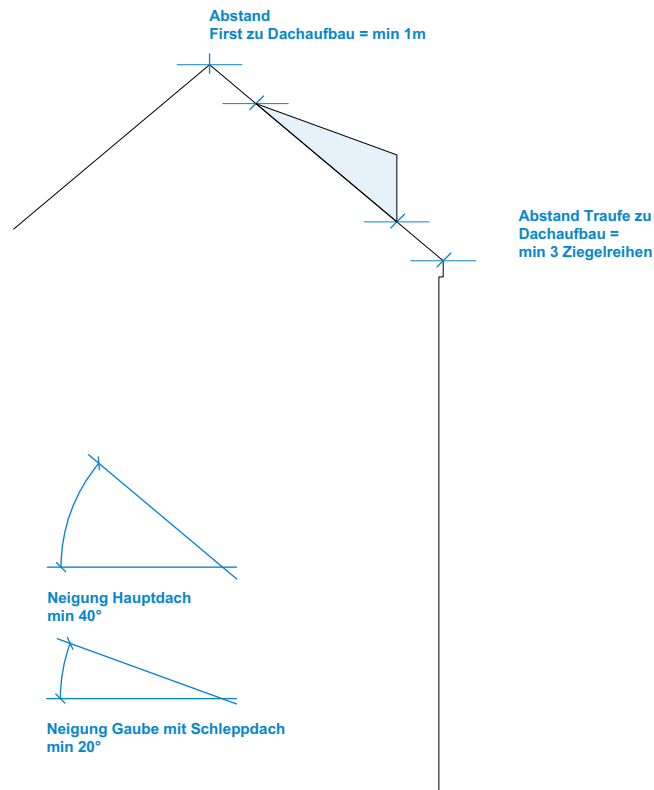 Abstand
First zu Dachaufbau = min 1m
Abstand Traufe zu
Dachaufbau =
min 3 Ziegelreihen
Neigung Hauptdach
min 40°
Neigung Gaube mit Schleppdach
min 20°